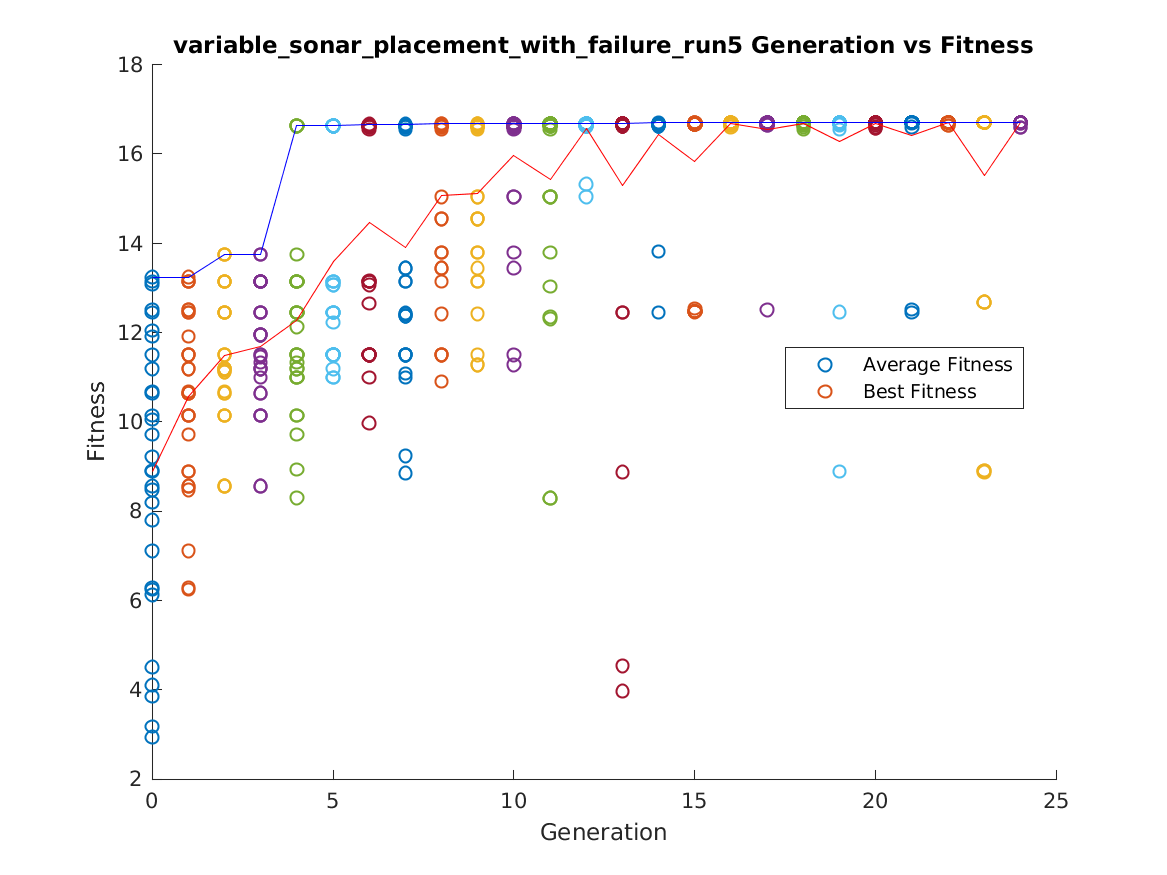 variable_sonar_placement_with_failure_run5 Generation vs Fitness
18
16
14
12
10
8
6
4
2
Fitness
Average Fitness
Best Fitness
0 5 10 15 20 25
Generation